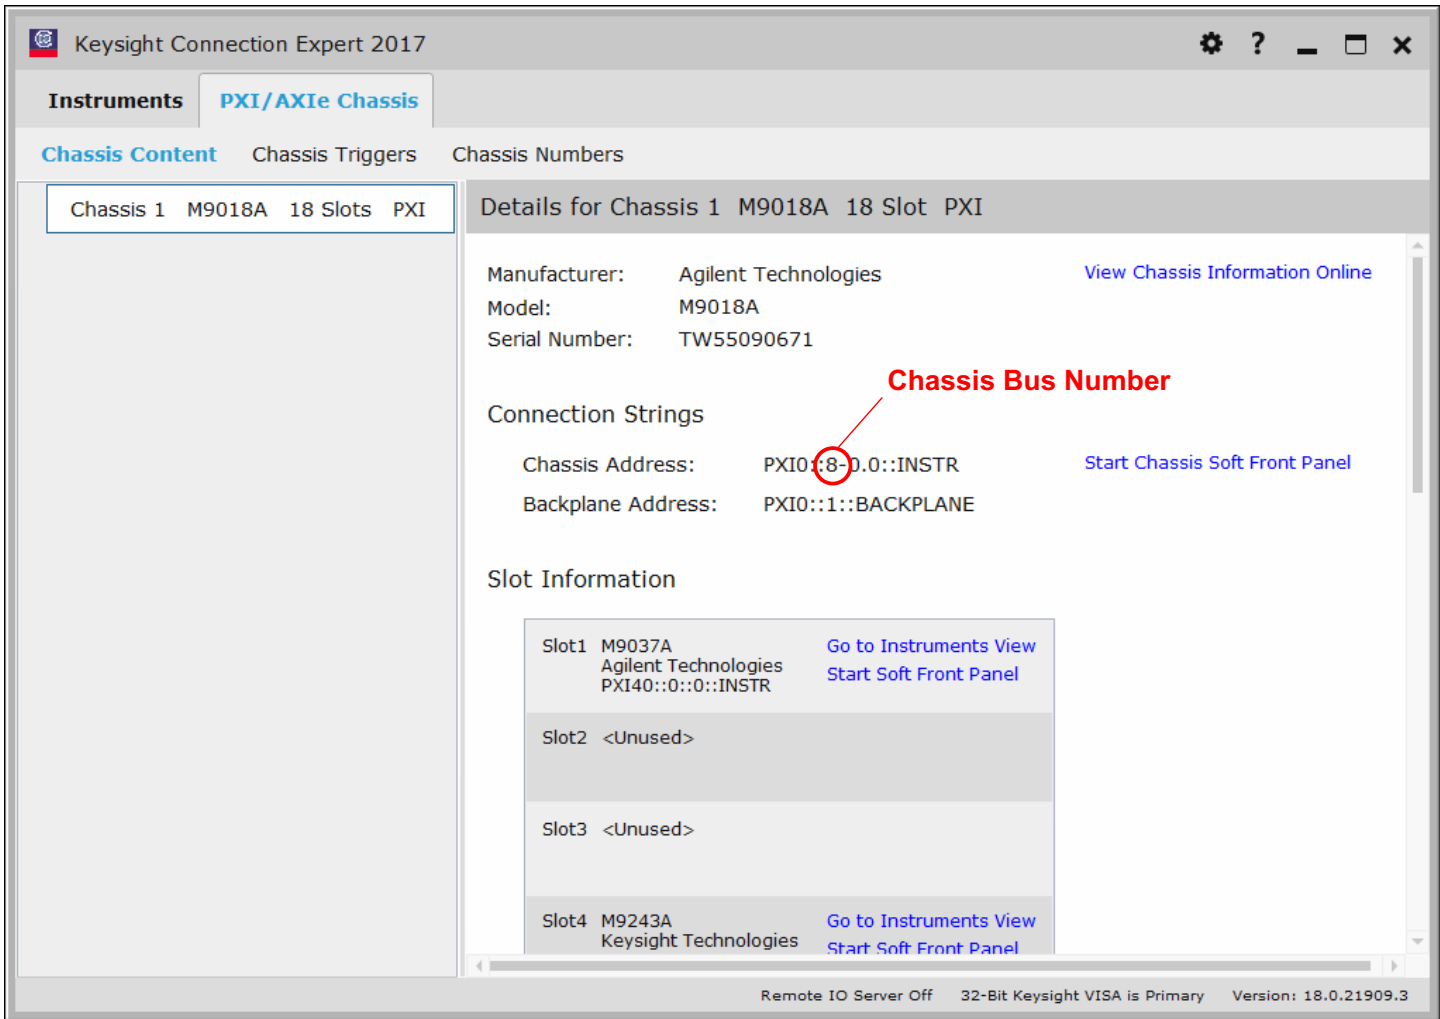 Keysight Connection Expert 2017
Instruments PXI/AXIe Chassis
Chassis Content Chassis Triggers Chassis Numbers
Chassis 1 M9018A 18 Slots PXI
Details for Chassis 1 M9018A 18 Slot PXI
Manufacturer: Agilent Technologies View Chassis Information Online
Model: M9018A
Serial Number: TW55090671
Chassis Bus Number
Connection Strings
Chassis Address: PXI0::8-0.0::INSTR Start Chassis Soft Front Panel
Backplane Address: PXI0::1::BACKPLANE
Slot Information
Slot1 M9037A Go to Instruments View
Agilent Technologies Start Soft Front Panel
PXI40::0::0::INSTR
Slot2 <Unused>
Slot3 <Unused>
Slot4 M9243A Go to Instruments View
Keysight Technologies Start Soft Front Panel
Remote IO Server Off 32-Bit Keysight VISA is Primary Version: 18.0.21909.3